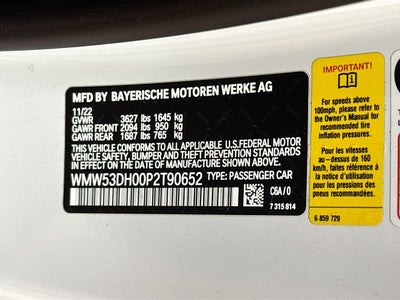 MFD BY BAYERISCHE MOTOREN WERKE AG
11/22
GVWR 3627 lbs 1645 kg
GAWR FRONT 2094 lbs 950 kg
GAWR REAR 1687 lbs 765 kg
THIS VEHICLE CONFORMS TO ALL APPLICABLE U.S.FEDERAL MOTOR
VEHICLE SAFETY, BUMPER AND THEFT PREVENTION STANDARDS
IN EFFECT ON THE DATE OF MANUFACTURE SHOWN ABOVE.
WMW53DH00P2T90652 TYPE: PASSENGER CAR
C6A / 0
7 315 814
IMPORTANT!
For speeds above
100mph, please refer to
the Owner's Manual for
recommended tire
inflation pressures.
Pour les vitesses
au-dessus de 160
km/h, faites référence à
la notice d'utilisation
pour les pressions des
pneus recommandées.
6 859 729